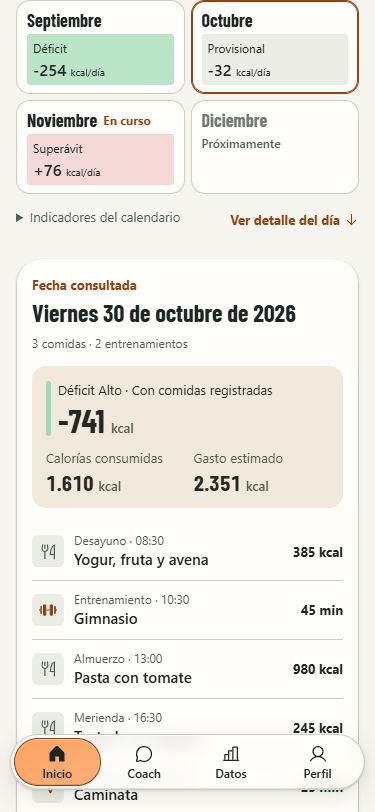 Septiembre
Déficit
-254 kcal/día
Octubre
Provisional
-32 kcal/día
Noviembre En curso
Superávit
+76 kcal/día
Diciembre
Próximamente
Indicadores del calendario
Ver detalle del día ↓
Fecha consultada
Viernes 30 de octubre de 2026
3 comidas · 2 entrenamientos
Déficit Alto · Con comidas registradas
-741 kcal
Calorías consumidas
1.610 kcal
Gasto estimado
2.351 kcal
Desayuno · 08:30
Yogur, fruta y avena
385 kcal
Entrenamiento · 10:30
Gimnasio
45 min
Almuerzo · 13:00
Pasta con tomate
980 kcal
Merienda · 16:30
245 kcal
Inicio
Coach
Datos
Perfil
Caminata